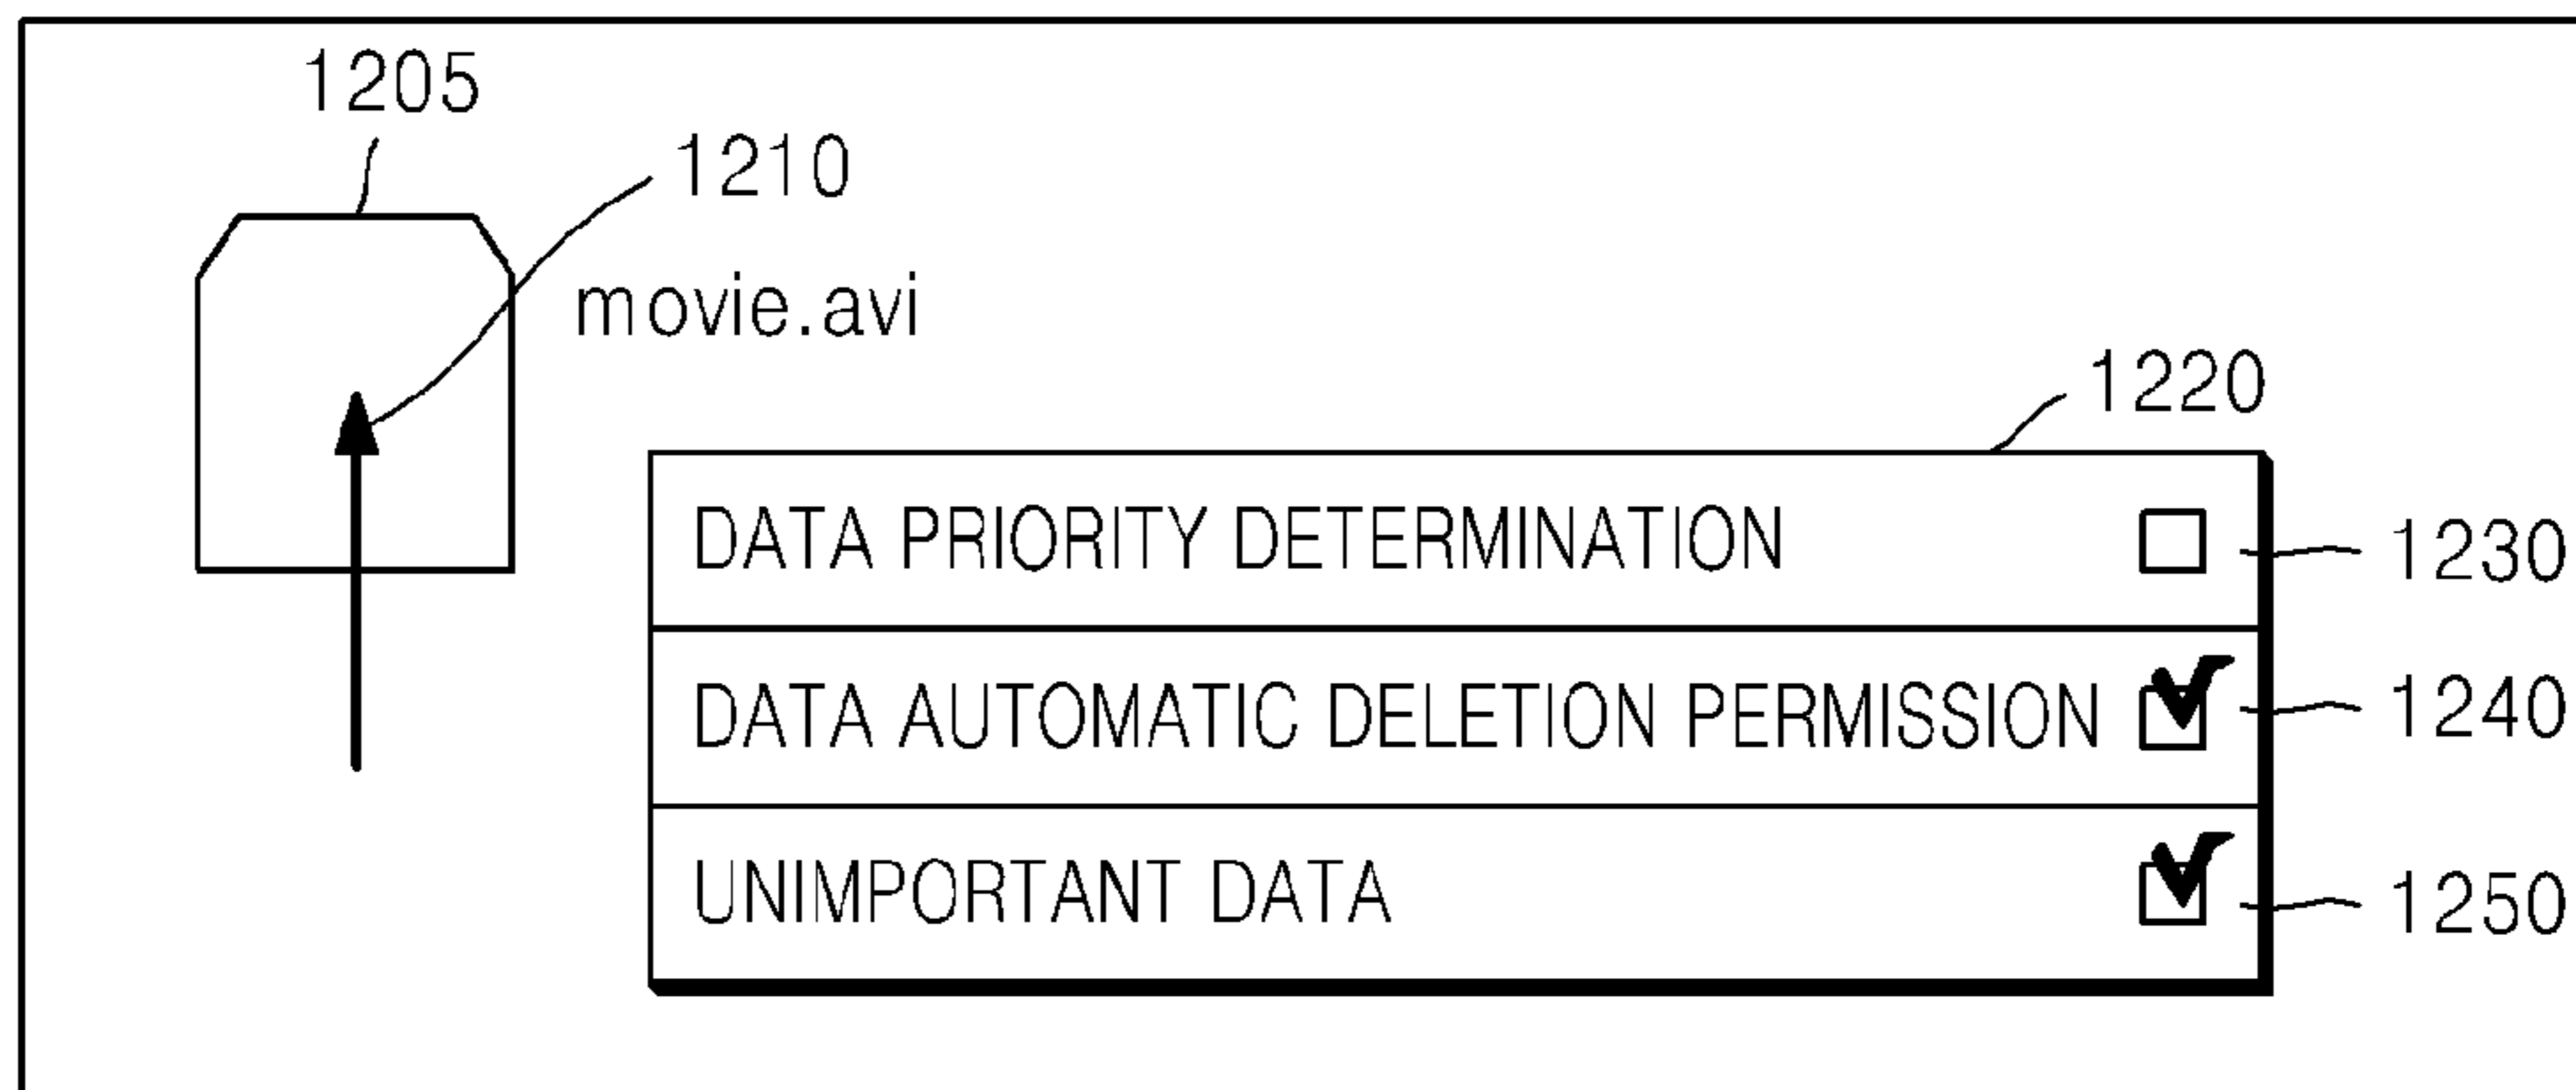 1205
1210
movie.avi
1220
DATA PRIORITY DETERMINATION 1230
DATA AUTOMATIC DELETION PERMISSION 1240
UNIMPORTANT DATA 1250